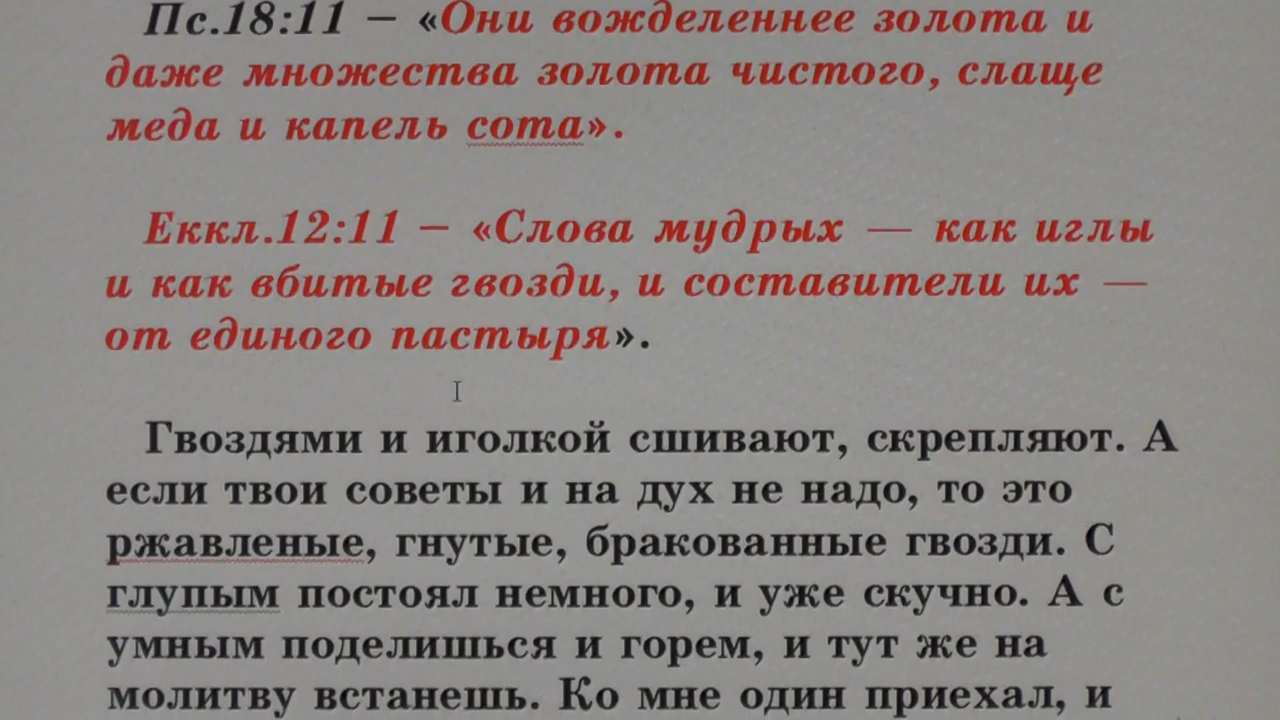 Пс.18:11 – «Они вожделеннее золота и
даже множества золота чистого, слаще
меда и капель сота».
Еккл.12:11 – «Слова мудрых — как иглы
и как вбитые гвозди, и составители их —
от единого пастыря».
Гвоздями и иголкой сшивают, скрепляют. А
если твои советы и на дух не надо, то это
ржавленые, гнутые, бракованные гвозди. С
глупым постоял немного, и уже скучно. А с
умным поделишься и горем, и тут же на
молитву встанешь. Ко мне один приехал, и